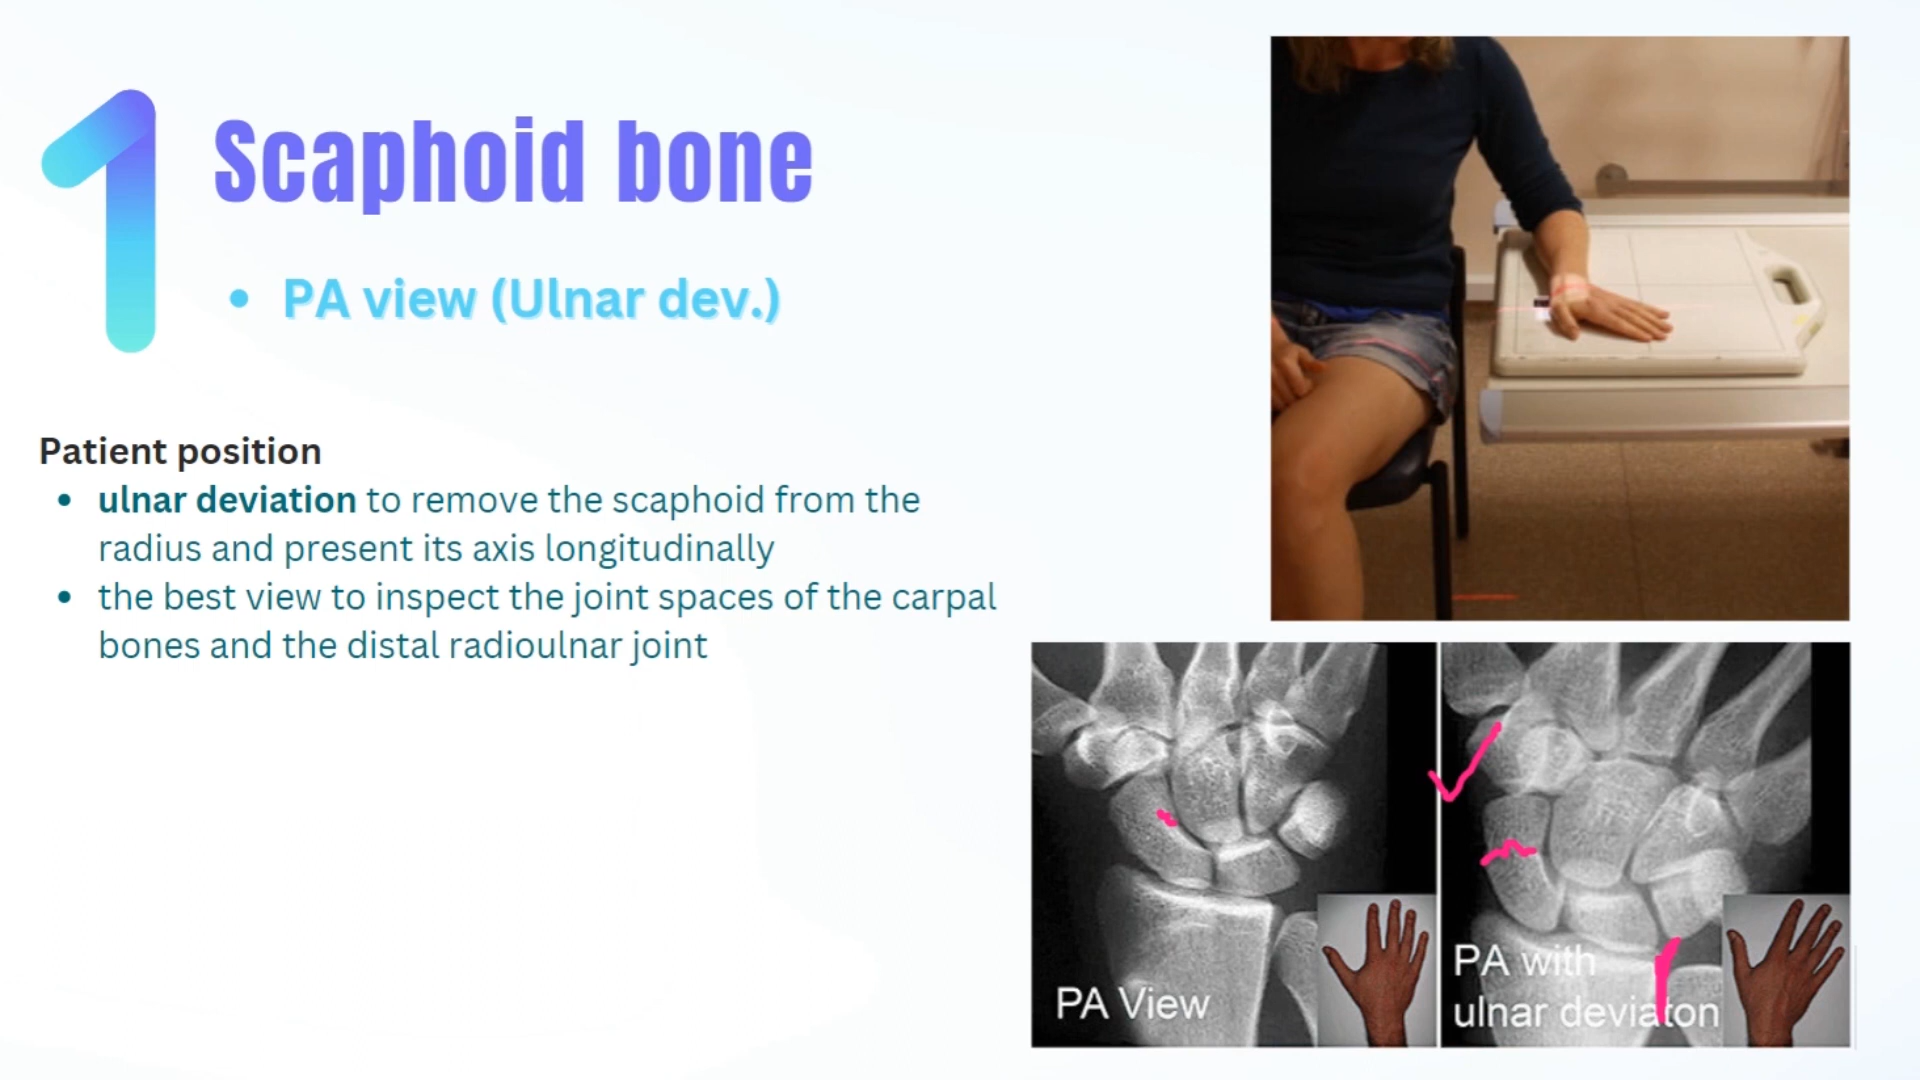 1
Scaphoid bone
• PA view (Ulnar dev.)
Patient position
• ulnar deviation to remove the scaphoid from the
radius and present its axis longitudinally
• the best view to inspect the joint spaces of the carpal
bones and the distal radioulnar joint
PA View
PA with
ulnar deviaton